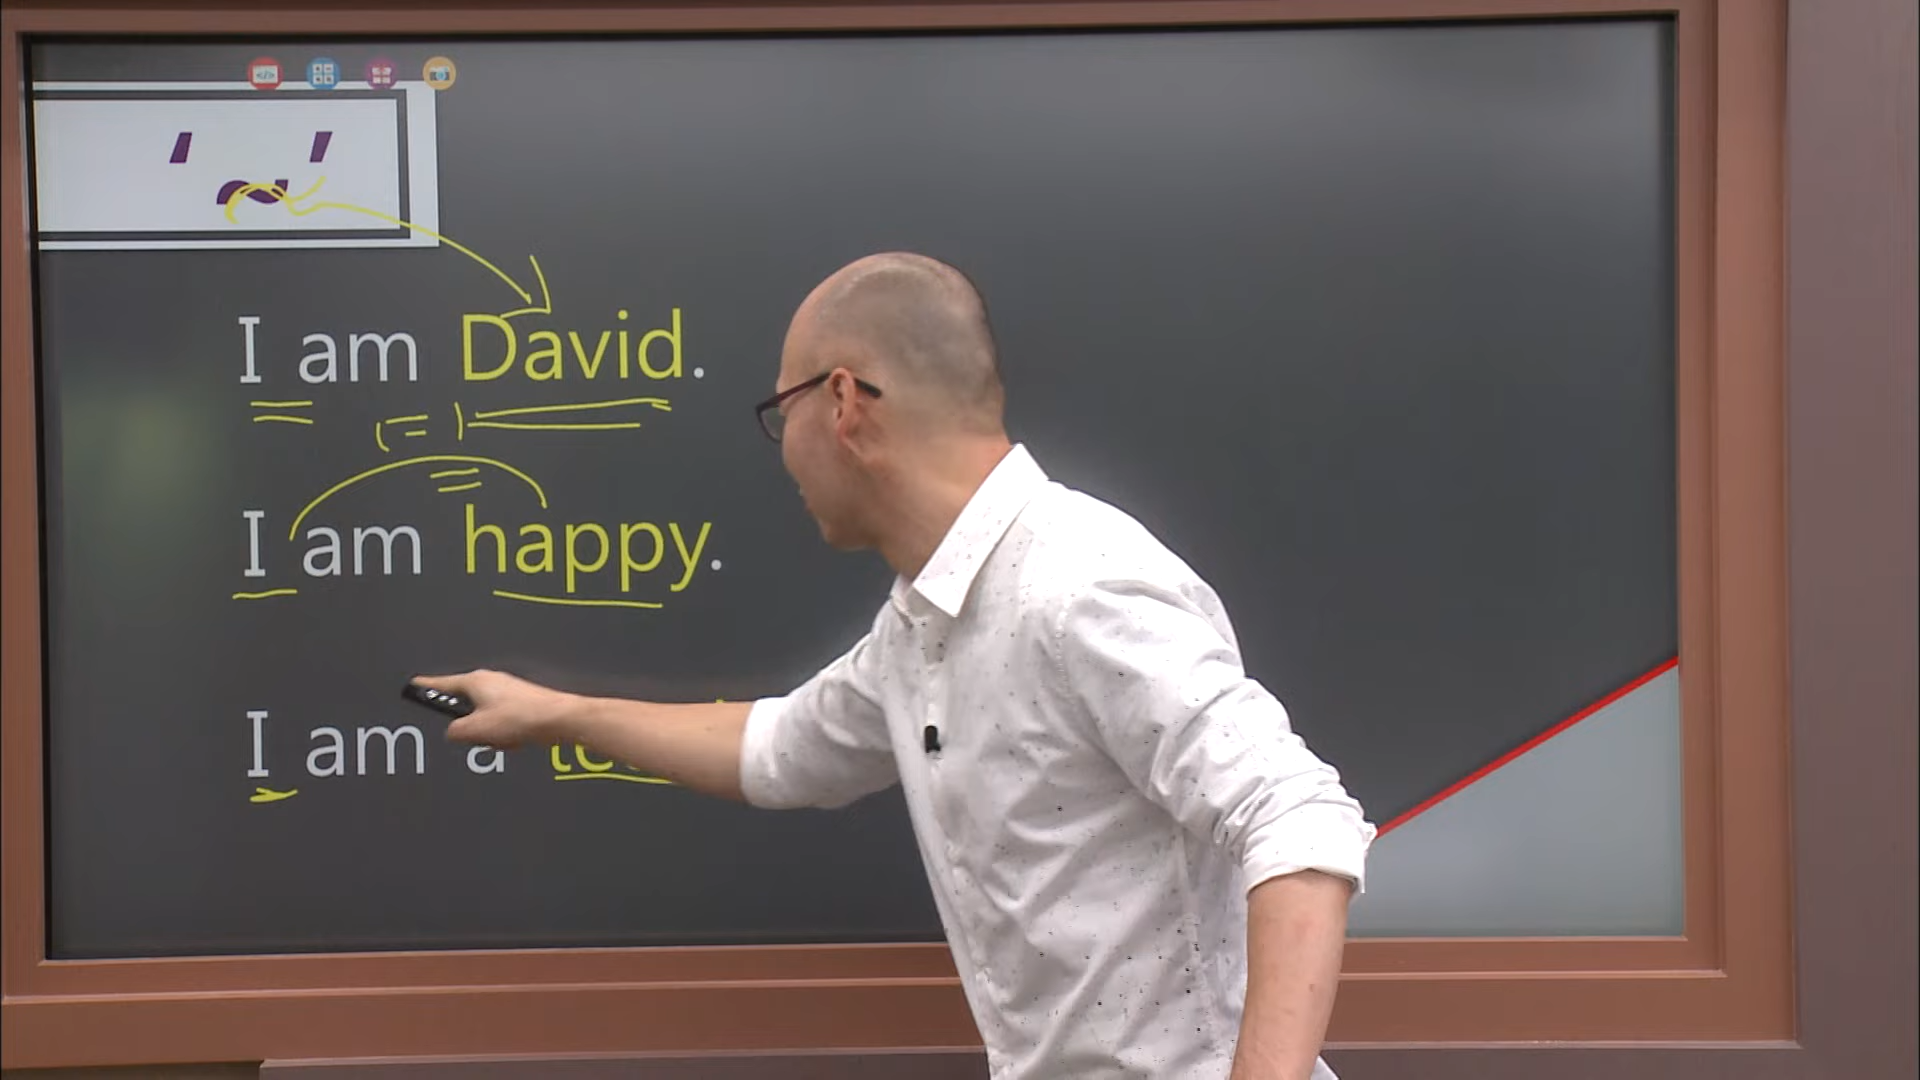 ' ~ '
I am David.
=
I am happy.
I am a